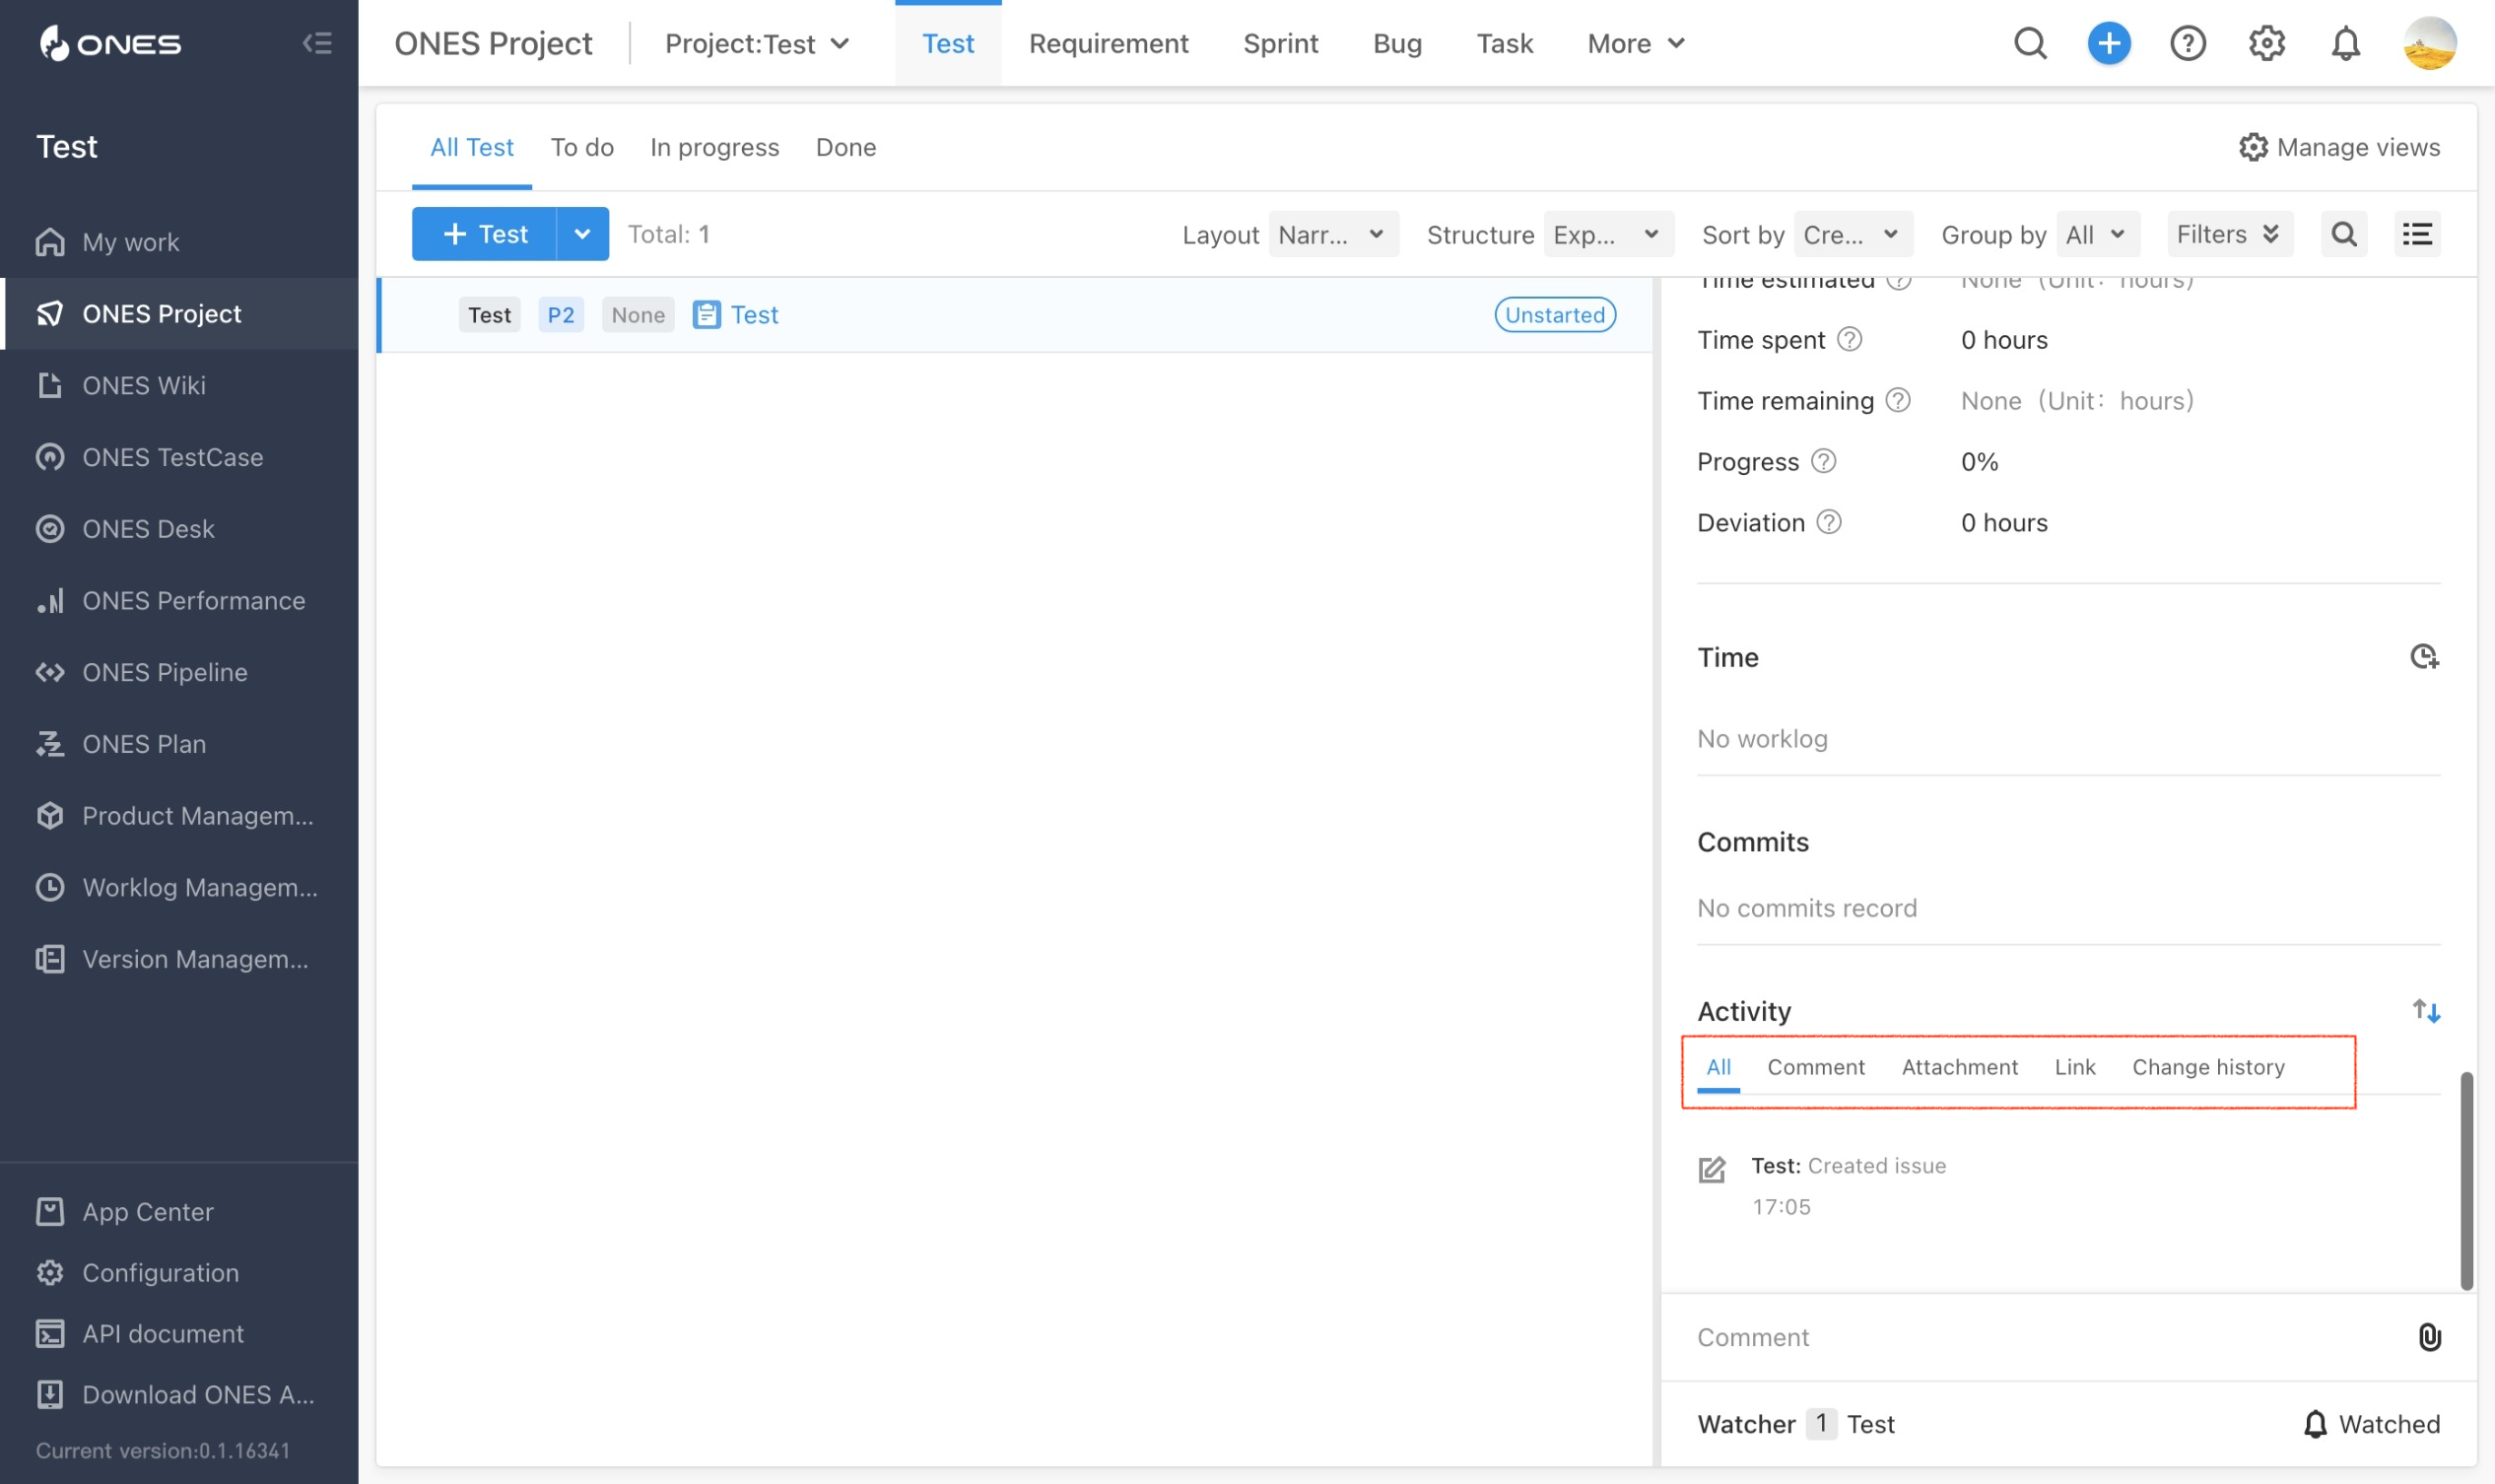 ONES
ONES Project
Project:Test
Test
Requirement
Sprint
Bug
Task
More
Test
My work
ONES Project
ONES Wiki
ONES TestCase
ONES Desk
ONES Performance
ONES Pipeline
ONES Plan
Product Managem...
Worklog Managem...
Version Managem...
App Center
Configuration
API document
Download ONES A...
Current version:0.1.16341
All Test
To do
In progress
Done
Manage views
+ Test
Total: 1
Layout Narr...
Structure Exp...
Sort by Cre...
Group by All
Filters
Test P2 None Test
Unstarted
Time estimated None (Unit: hours)
Time spent 0 hours
Time remaining None (Unit: hours)
Progress 0%
Deviation 0 hours
Time
No worklog
Commits
No commits record
Activity
All Comment Attachment Link Change history
Test: Created issue
17:05
Comment
Watcher 1 Test
Watched